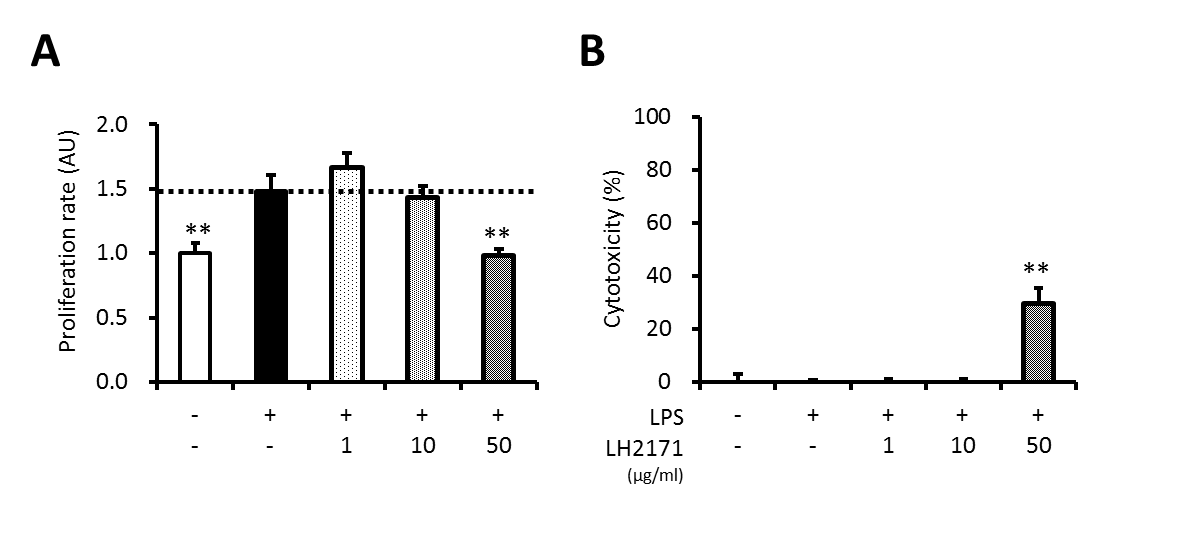 A
B
Proliferation rate (AU)
2.0
1.5
1.0
0.5
0.0
**
**
- + + + +
- - 1 10 50
Cytotoxicity (%)
100
80
60
40
20
0
**
LPS - + + + +
LH2171 - - 1 10 50
(μg/ml)